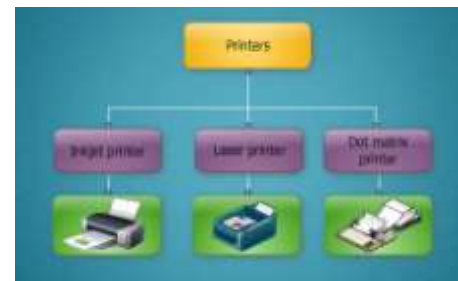 Printers
Inkjet printer
Laser printer
Dot matrix
printer